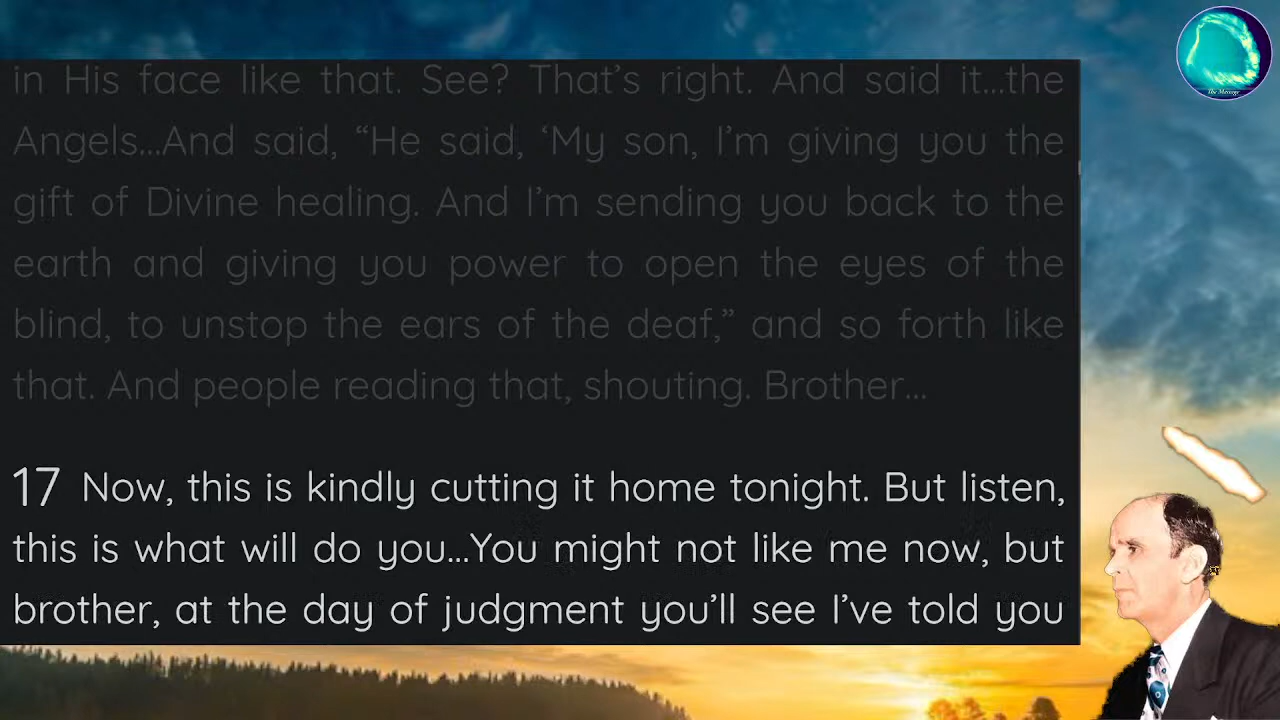 in His face like that. See? That’s right. And said it...the
Angels...And said, “He said, ‘My son, I’m giving you the
gift of Divine healing. And I’m sending you back to the
earth and giving you power to open the eyes of the
blind, to unstop the ears of the deaf,” and so forth like
that. And people reading that, shouting. Brother...
17 Now, this is kindly cutting it home tonight. But listen,
this is what will do you...You might not like me now, but
brother, at the day of judgment you’ll see I’ve told you
The Message